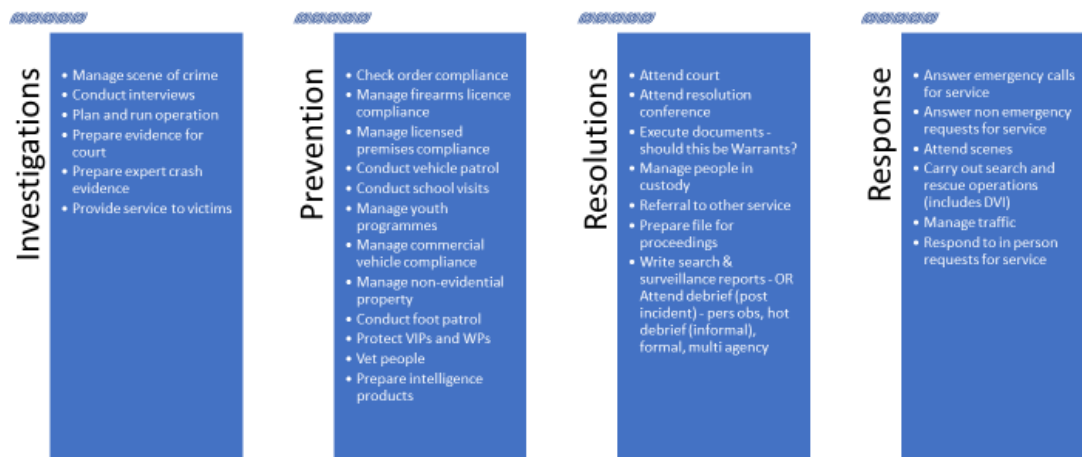 Investigations
• Manage scene of crime
• Conduct interviews
• Plan and run operation
• Prepare evidence for
court
• Prepare expert crash
evidence
• Provide service to victims
Prevention
• Check order compliance
• Manage firearms licence
compliance
• Manage licensed
premises compliance
• Conduct vehicle patrol
• Conduct school visits
• Manage youth
programmes
• Manage commercial
vehicle compliance
• Manage non-evidential
property
• Conduct foot patrol
• Protect VIPs and WPs
• Vet people
• Prepare intelligence
products
Resolutions
• Attend court
• Attend resolution
conference
• Execute documents -
should this be Warrants?
• Manage people in
custody
• Referral to other service
• Prepare file for
proceedings
• Write search &
surveillance reports - OR
Attend debrief (post
incident) - pers obs, hot
debrief (informal),
formal, multi agency
Response
• Answer emergency calls
for service
• Answer non emergency
requests for service
• Attend scenes
• Carry out search and
rescue operations
(includes DVI)
• Manage traffic
• Respond to in person
requests for service